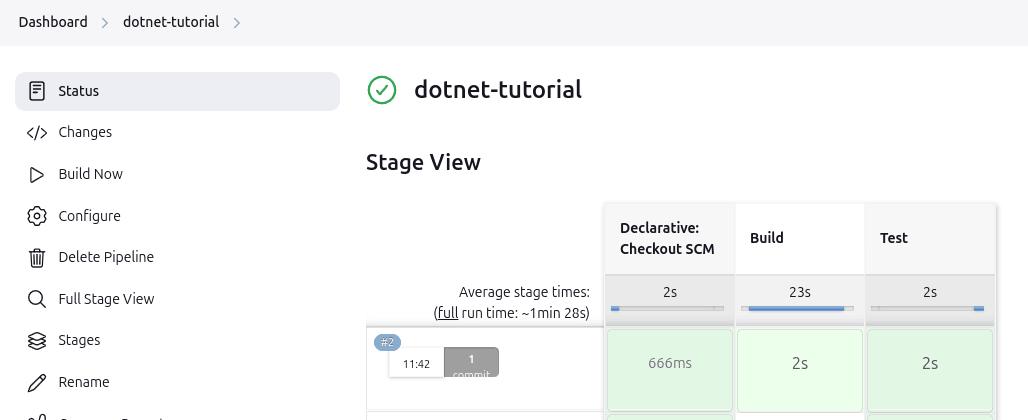 Dashboard
dotnet-tutorial
Status
Changes
Build Now
Configure
Delete Pipeline
Full Stage View
Stages
Rename
dotnet-tutorial
Stage View
Declarative:
Checkout SCM
Build
Test
Average stage times:
(full run time: ~1min 28s)
2s
23s
2s
#2
11:42
1
commit
666ms
2s
2s